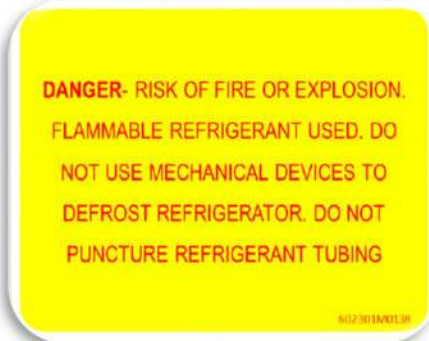 DANGER- RISK OF FIRE OR EXPLOSION.
FLAMMABLE REFRIGERANT USED. DO
NOT USE MECHANICAL DEVICES TO
DEFROST REFRIGERATOR. DO NOT
PUNCTURE REFRIGERANT TUBING
602301M0138